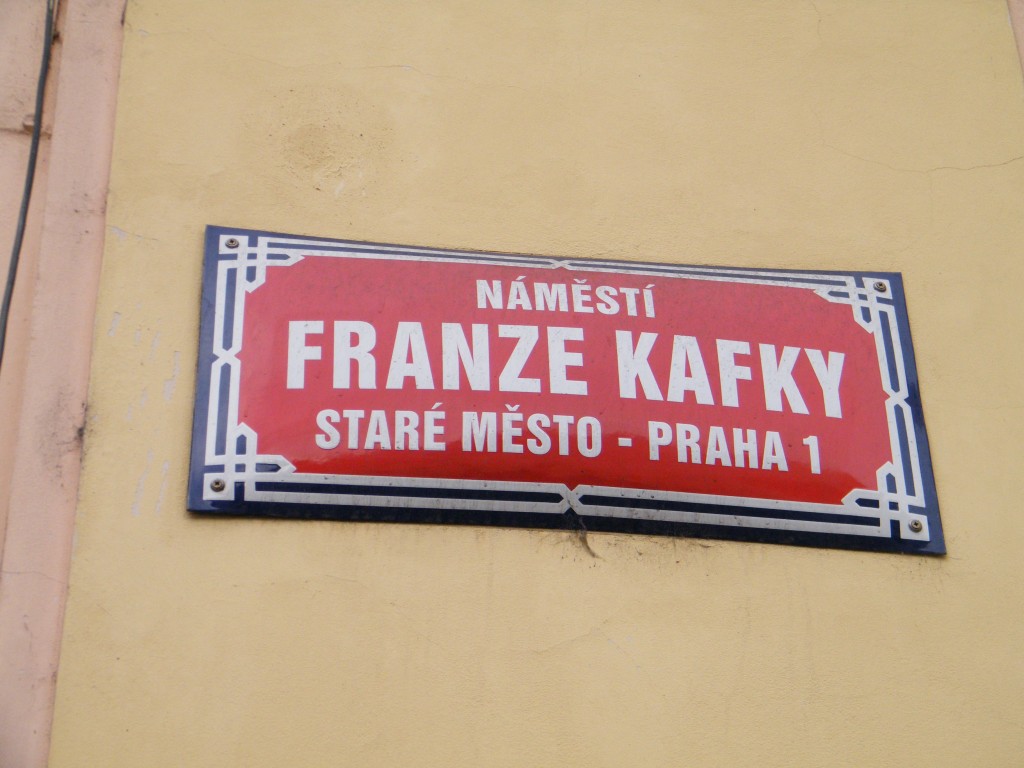 NÁMĚSTÍ
FRANZE KAFKY
STARÉ MĚSTO - PRAHA 1